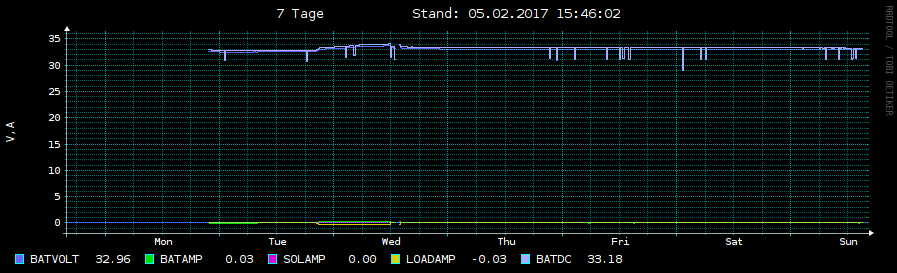 7 Tage Stand: 05.02.2017 15:46:02
RRDTOOL / TOBI OETIKER
V,A
35
30
25
20
15
10
5
0
Mon Tue Wed Thu Fri Sat Sun
BATVOLT 32.96 BATAMP 0.03 SOLAMP 0.00 LOADAMP -0.03 BATDC 33.18